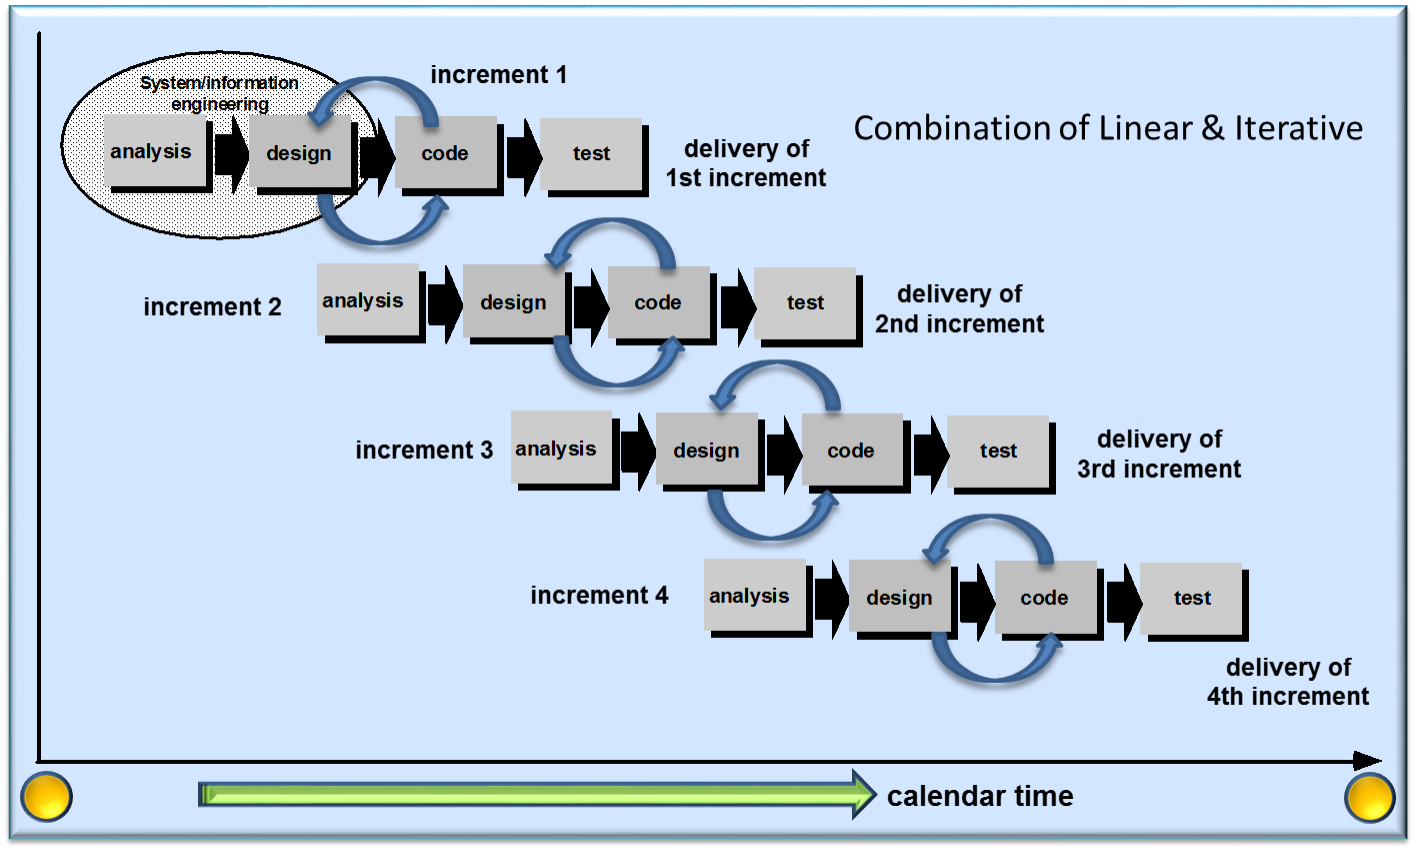 System/information
engineering
increment 1
Combination of Linear & Iterative
analysis
design
code
test
delivery of
1st increment
increment 2
analysis
design
code
test
delivery of
2nd increment
increment 3
analysis
design
code
test
delivery of
3rd increment
increment 4
analysis
design
code
test
delivery of
4th increment
calendar time